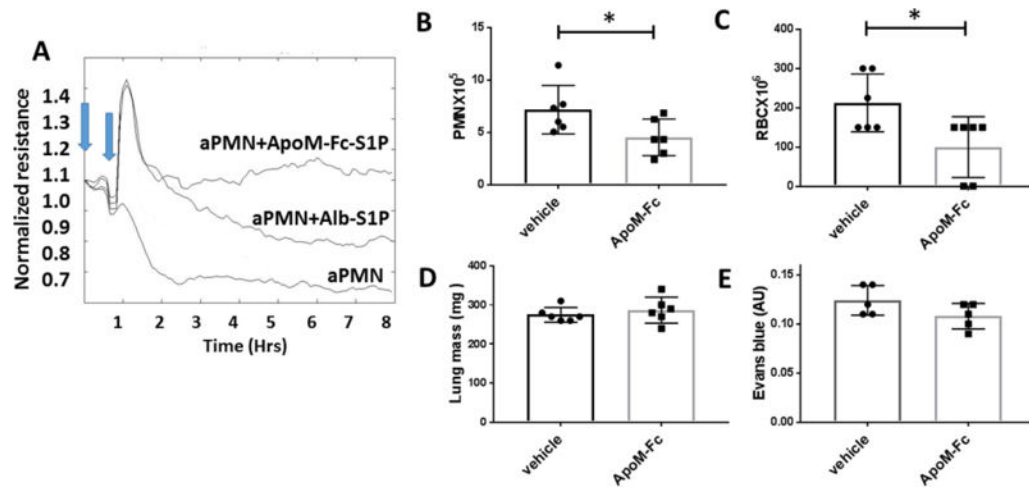 A
Normalized resistance
1.4
1.3
1.2
1.1
1.0
0.9
0.8
0.7
aPMN+ApoM-Fc-S1P
aPMN+Alb-S1P
aPMN
1 2 3 4 5 6 7 8
Time (Hrs)
B
*
PMNX10⁵
15
10
5
0
vehicle
ApoM-Fc
C
*
RBCX10⁶
400
300
200
100
0
vehicle
ApoM-Fc
D
Lung mass (mg )
400
300
200
100
0
vehicle
ApoM-Fc
E
Evans blue (AU)
0.15
0.10
0.05
0.00
vehicle
ApoM-Fc